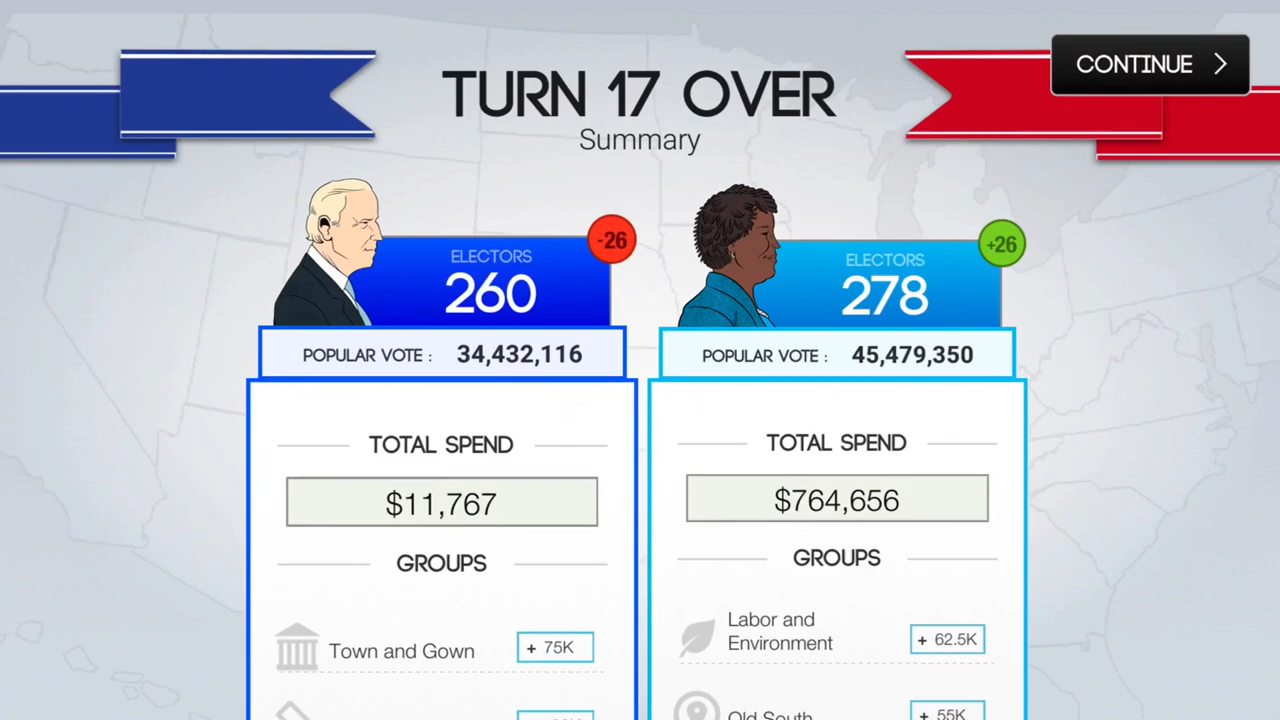 CONTINUE
TURN 17 OVER
Summary
-26
ELECTORS
260
POPULAR VOTE : 34,432,116
TOTAL SPEND
$11,767
GROUPS
Town and Gown + 75K
+26
ELECTORS
278
POPULAR VOTE : 45,479,350
TOTAL SPEND
$764,656
GROUPS
Labor and
Environment + 62.5K
Old South + 55K